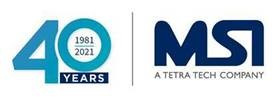 40
1981
2021
YEARS
MSI
A TETRA TECH COMPANY